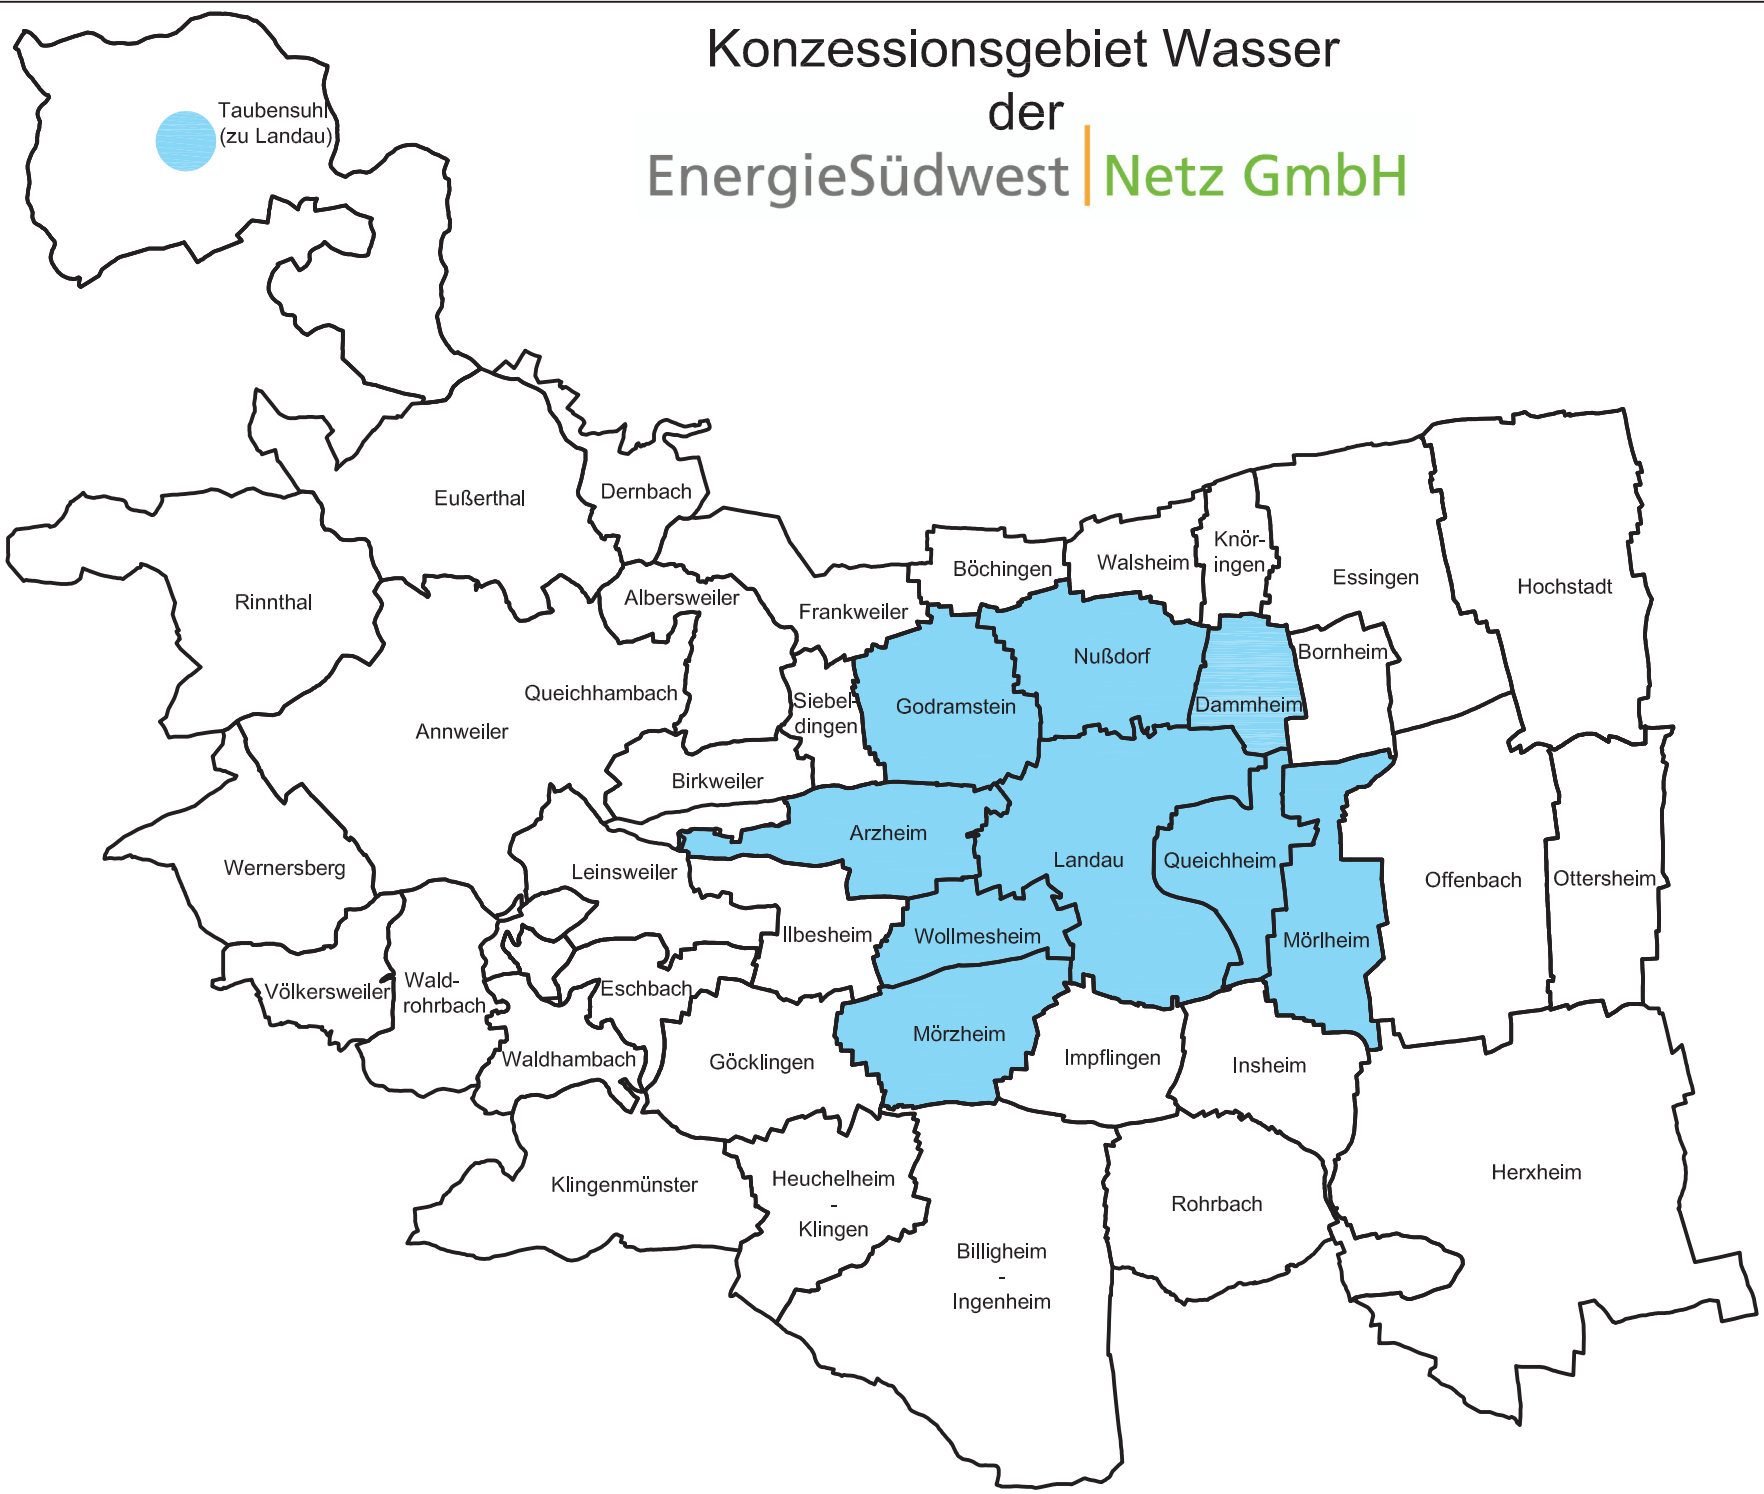 Konzessionsgebiet Wasser
der
EnergieSüdwest Netz GmbH
Taubensuhl
(zu Landau)
Eußerthal
Dernbach
Rinnthal
Albersweiler
Frankweiler
Böchingen
Walsheim
Knör-
ingen
Essingen
Hochstadt
Bornheim
Nußdorf
Dammheim
Godramstein
Siebel-
dingen
Queichhambach
Annweiler
Birkweiler
Arzheim
Landau
Queichheim
Wernersberg
Leinsweiler
Offenbach
Ottersheim
Ilbesheim
Wollmesheim
Mörlheim
Völkersweiler
Wald-
rohrbach
Eschbach
Waldhambach
Göcklingen
Mörzheim
Impflingen
Insheim
Klingenmünster
Heuchelheim
-
Klingen
Rohrbach
Herxheim
Billigheim
-
Ingenheim